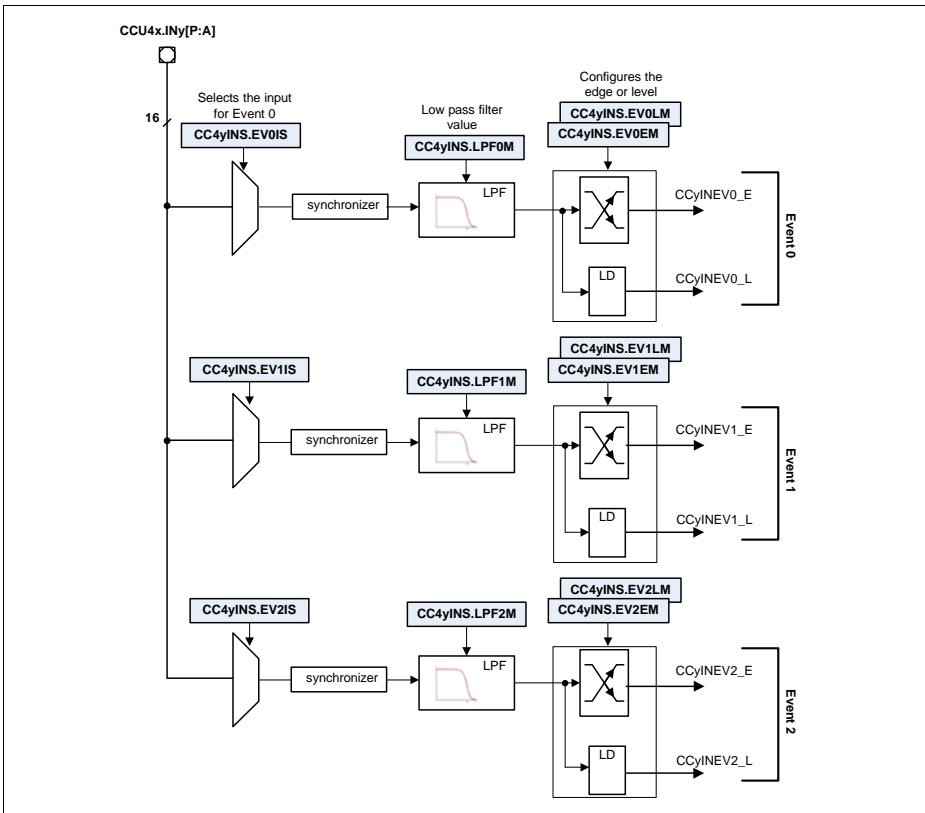 CCU4x.INy[P:A]
16
Selects the input
for Event 0
CC4yINS.EV0IS
Low pass filter
value
CC4yINS.LPF0M
Configures the
edge or level
CC4yINS.EV0LM
CC4yINS.EV0EM
synchronizer
LPF
LD
CCyINEV0_E
CCyINEV0_L
Event 0
CC4yINS.EV1IS
CC4yINS.LPF1M
CC4yINS.EV1LM
CC4yINS.EV1EM
synchronizer
LPF
LD
CCyINEV1_E
CCyINEV1_L
Event 1
CC4yINS.EV2IS
CC4yINS.LPF2M
CC4yINS.EV2LM
CC4yINS.EV2EM
synchronizer
LPF
LD
CCyINEV2_E
CCyINEV2_L
Event 2